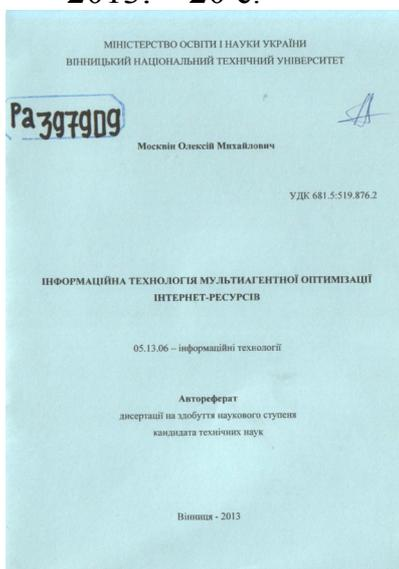 2013. – 20 с.
МІНІСТЕРСТВО ОСВІТИ І НАУКИ УКРАЇНИ
ВІННИЦЬКИЙ НАЦІОНАЛЬНИЙ ТЕХНІЧНИЙ УНІВЕРСИТЕТ
Ра397909
Москвін Олексій Михайлович
УДК 681.5:519.876.2
ІНФОРМАЦІЙНА ТЕХНОЛОГІЯ МУЛЬТИАГЕНТНОЇ ОПТИМІЗАЦІЇ
ІНТЕРНЕТ-РЕСУРСІВ
05.13.06 – інформаційні технології
Автореферат
дисертації на здобуття наукового ступеня
кандидата технічних наук
Вінниця - 2013